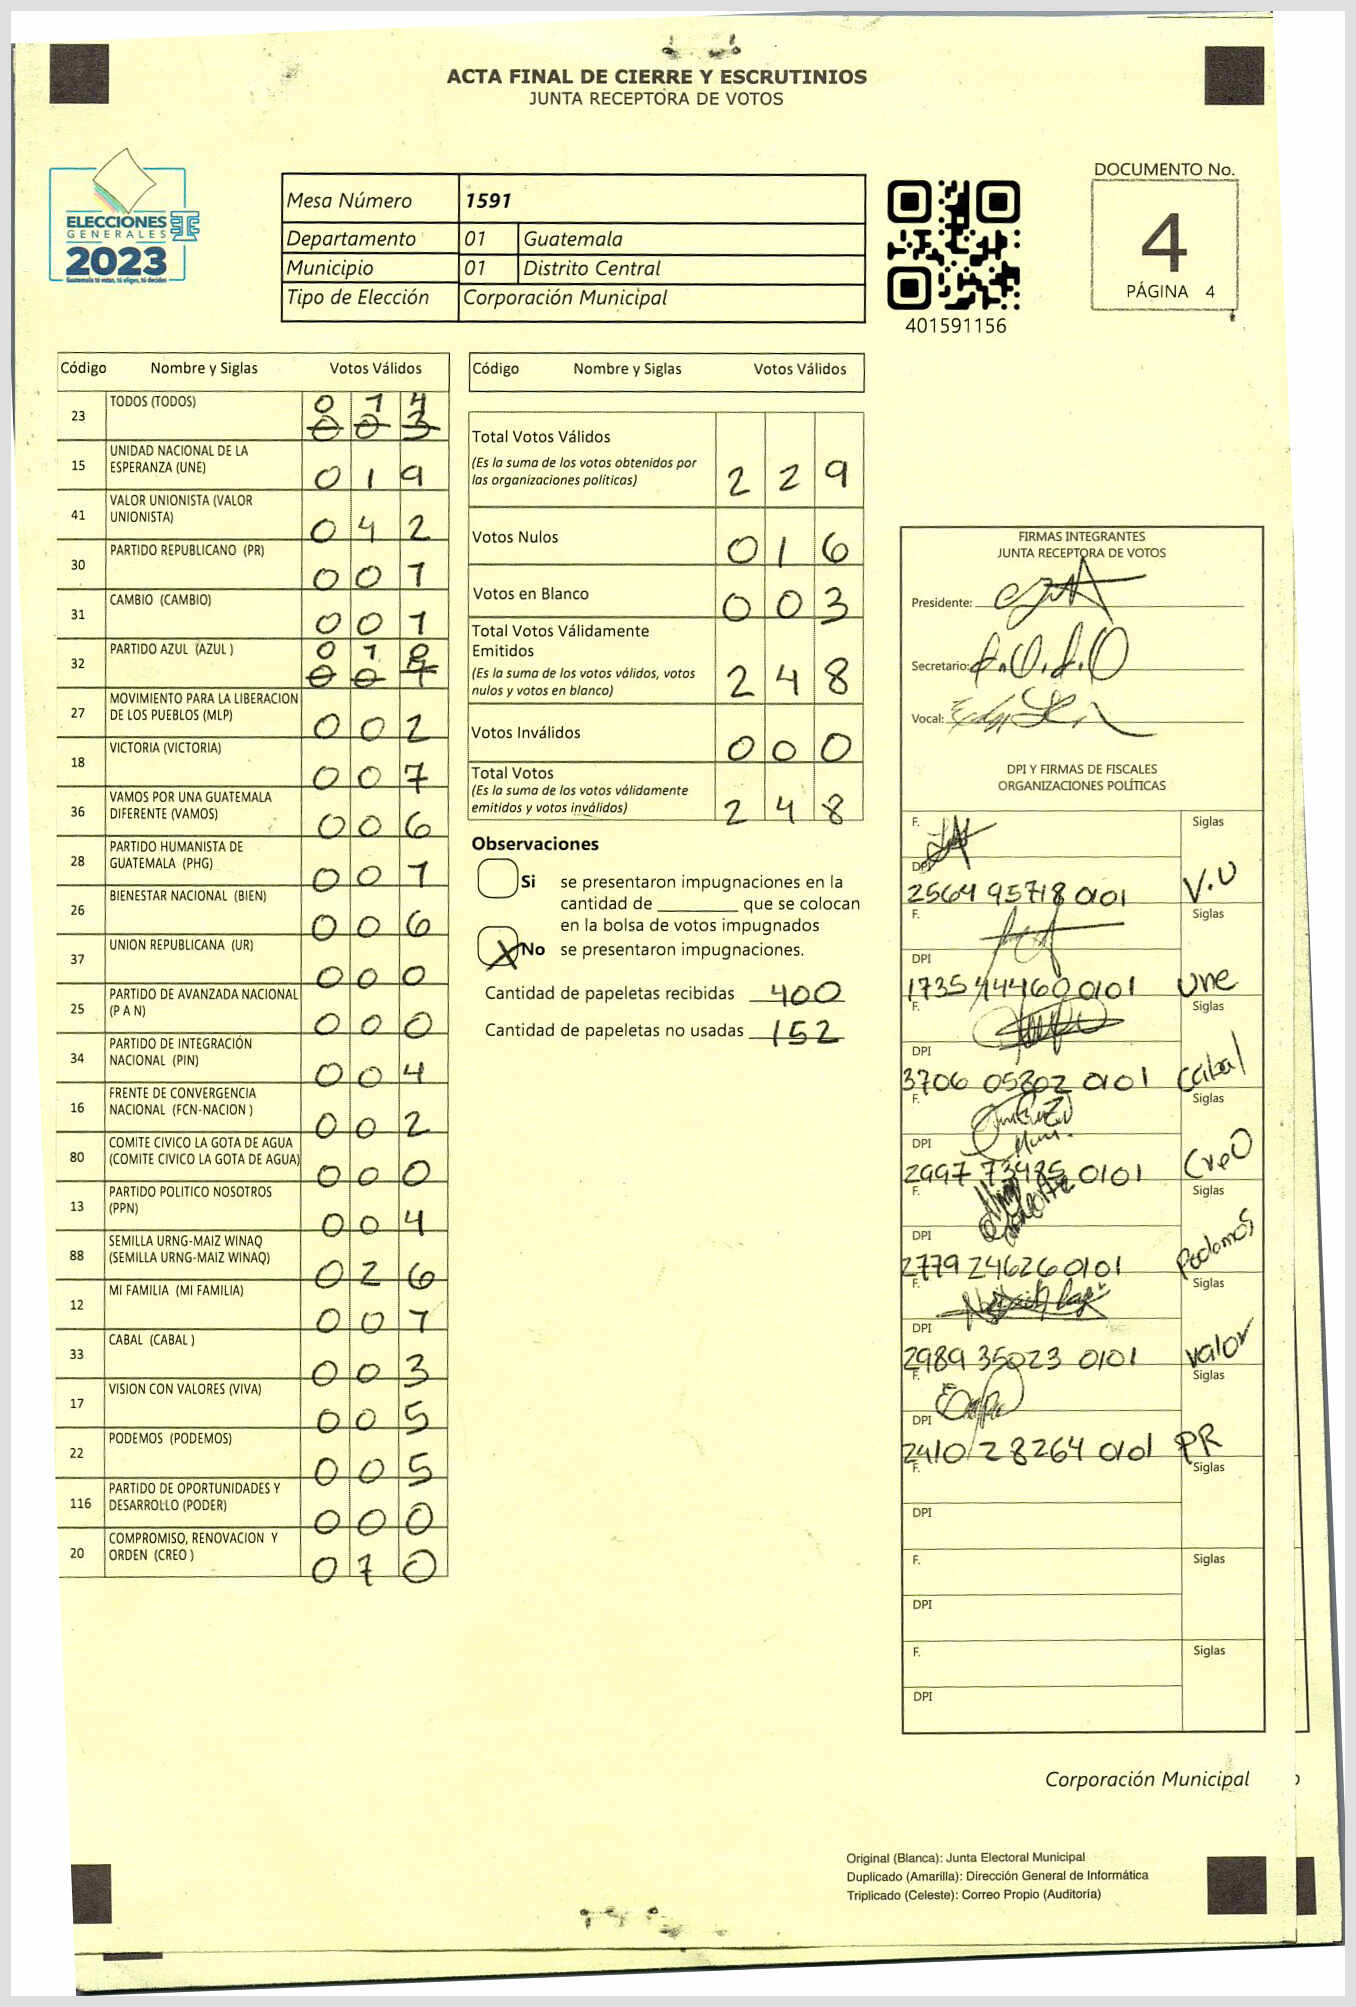 ACTA FINAL DE CIERRE Y ESCRUTINIOS
JUNTA RECEPTORA DE VOTOS
ELECCIONES
GENERALES
2023
Guatemala tú votas, tú eliges, tú decides
Mesa Número 1591
Departamento 01 Guatemala
Municipio 01 Distrito Central
Tipo de Elección Corporación Municipal
401591156
DOCUMENTO No.
4
PÁGINA 4
Código Nombre y Siglas Votos Válidos
23 TODOS (TODOS) 0 1 4
0 0 3
15 UNIDAD NACIONAL DE LA
ESPERANZA (UNE) 0 1 9
41 VALOR UNIONISTA (VALOR
UNIONISTA) 0 4 2
30 PARTIDO REPUBLICANO (PR) 0 0 1
31 CAMBIO (CAMBIO) 0 0 1
32 PARTIDO AZUL (AZUL ) 0 1 0
0 0
27 MOVIMIENTO PARA LA LIBERACION
DE LOS PUEBLOS (MLP) 0 0 2
18 VICTORIA (VICTORIA) 0 0 7
36 VAMOS POR UNA GUATEMALA
DIFERENTE (VAMOS) 0 0 6
28 PARTIDO HUMANISTA DE
GUATEMALA (PHG) 0 0 1
26 BIENESTAR NACIONAL (BIEN) 0 0 6
37 UNION REPUBLICANA (UR) 0 0 0
25 PARTIDO DE AVANZADA NACIONAL
(P A N) 0 0 0
34 PARTIDO DE INTEGRACIÓN
NACIONAL (PIN) 0 0 4
16 FRENTE DE CONVERGENCIA
NACIONAL (FCN-NACION ) 0 0 2
80 COMITE CIVICO LA GOTA DE AGUA
(COMITE CIVICO LA GOTA DE AGUA) 0 0 0
13 PARTIDO POLITICO NOSOTROS
(PPN) 0 0 4
88 SEMILLA URNG-MAIZ WINAQ
(SEMILLA URNG-MAIZ WINAQ) 0 2 6
12 MI FAMILIA (MI FAMILIA) 0 0 1
33 CABAL (CABAL ) 0 0 3
17 VISION CON VALORES (VIVA) 0 0 5
22 PODEMOS (PODEMOS) 0 0 5
116 PARTIDO DE OPORTUNIDADES Y
DESARROLLO (PODER) 0 0 0
20 COMPROMISO, RENOVACION Y
ORDEN (CREO ) 0 7 0
Código Nombre y Siglas Votos Válidos
Total Votos Válidos
(Es la suma de los votos obtenidos por
las organizaciones politicas) 2 2 9
Votos Nulos 0 1 6
Votos en Blanco 0 0 3
Total Votos Válidamente
Emitidos
(Es la suma de los votos válidos, votos
nulos y votos en blanco) 2 4 8
Votos Inválidos 0 0 0
Total Votos
(Es la suma de los votos válidamente
emitidos y votos inválidos) 2 4 8
Observaciones
Si se presentaron impugnaciones en la
cantidad de ________ que se colocan
en la bolsa de votos impugnados
X No se presentaron impugnaciones.
Cantidad de papeletas recibidas 400
Cantidad de papeletas no usadas 152
FIRMAS INTEGRANTES
JUNTA RECEPTORA DE VOTOS
Presidente:
Secretario:
Vocal:
DPI Y FIRMAS DE FISCALES
ORGANIZACIONES POLÍTICAS
F. Siglas
DPI
2564 95718 0101 V.U
F. Siglas
DPI
1735 44460 0101 une
F. Siglas
DPI
3706 05802 0101 Cabal
F. Siglas
DPI
2997 73485 0101 CreO
F. Siglas
DPI
2779 24626 0101 Podemos
F. Siglas
DPI
2989 35023 0101 valor
F. Siglas
DPI
2410 28264 0101 PR
F. Siglas
DPI
F. Siglas
DPI
F. Siglas
DPI
Corporación Municipal
Original (Blanca): Junta Electoral Municipal
Duplicado (Amarilla): Dirección General de Informática
Triplicado (Celeste): Correo Propio (Auditoría)